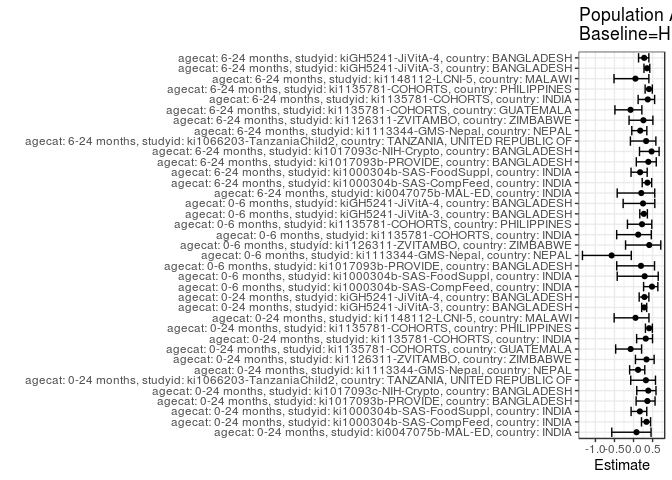 Population A
Baseline=H
agecat: 6-24 months, studyid: kiGH5241-JiVitA-4, country: BANGLADESH
agecat: 6-24 months, studyid: kiGH5241-JiVitA-3, country: BANGLADESH
agecat: 6-24 months, studyid: ki1148112-LCNI-5, country: MALAWI
agecat: 6-24 months, studyid: ki1135781-COHORTS, country: PHILIPPINES
agecat: 6-24 months, studyid: ki1135781-COHORTS, country: INDIA
agecat: 6-24 months, studyid: ki1135781-COHORTS, country: GUATEMALA
agecat: 6-24 months, studyid: ki1126311-ZVITAMBO, country: ZIMBABWE
agecat: 6-24 months, studyid: ki1113344-GMS-Nepal, country: NEPAL
agecat: 6-24 months, studyid: ki1066203-TanzaniaChild2, country: TANZANIA, UNITED REPUBLIC OF
agecat: 6-24 months, studyid: ki1017093c-NIH-Crypto, country: BANGLADESH
agecat: 6-24 months, studyid: ki1017093b-PROVIDE, country: BANGLADESH
agecat: 6-24 months, studyid: ki1000304b-SAS-FoodSuppl, country: INDIA
agecat: 6-24 months, studyid: ki1000304b-SAS-CompFeed, country: INDIA
agecat: 6-24 months, studyid: ki0047075b-MAL-ED, country: INDIA
agecat: 0-6 months, studyid: kiGH5241-JiVitA-4, country: BANGLADESH
agecat: 0-6 months, studyid: kiGH5241-JiVitA-3, country: BANGLADESH
agecat: 0-6 months, studyid: ki1135781-COHORTS, country: PHILIPPINES
agecat: 0-6 months, studyid: ki1135781-COHORTS, country: INDIA
agecat: 0-6 months, studyid: ki1126311-ZVITAMBO, country: ZIMBABWE
agecat: 0-6 months, studyid: ki1113344-GMS-Nepal, country: NEPAL
agecat: 0-6 months, studyid: ki1017093b-PROVIDE, country: BANGLADESH
agecat: 0-6 months, studyid: ki1000304b-SAS-FoodSuppl, country: INDIA
agecat: 0-6 months, studyid: ki1000304b-SAS-CompFeed, country: INDIA
agecat: 0-24 months, studyid: kiGH5241-JiVitA-4, country: BANGLADESH
agecat: 0-24 months, studyid: kiGH5241-JiVitA-3, country: BANGLADESH
agecat: 0-24 months, studyid: ki1148112-LCNI-5, country: MALAWI
agecat: 0-24 months, studyid: ki1135781-COHORTS, country: PHILIPPINES
agecat: 0-24 months, studyid: ki1135781-COHORTS, country: INDIA
agecat: 0-24 months, studyid: ki1135781-COHORTS, country: GUATEMALA
agecat: 0-24 months, studyid: ki1126311-ZVITAMBO, country: ZIMBABWE
agecat: 0-24 months, studyid: ki1113344-GMS-Nepal, country: NEPAL
agecat: 0-24 months, studyid: ki1066203-TanzaniaChild2, country: TANZANIA, UNITED REPUBLIC OF
agecat: 0-24 months, studyid: ki1017093c-NIH-Crypto, country: BANGLADESH
agecat: 0-24 months, studyid: ki1017093b-PROVIDE, country: BANGLADESH
agecat: 0-24 months, studyid: ki1000304b-SAS-FoodSuppl, country: INDIA
agecat: 0-24 months, studyid: ki1000304b-SAS-CompFeed, country: INDIA
agecat: 0-24 months, studyid: ki0047075b-MAL-ED, country: INDIA
-1.0 -0.5 0.0 0.5
Estimate